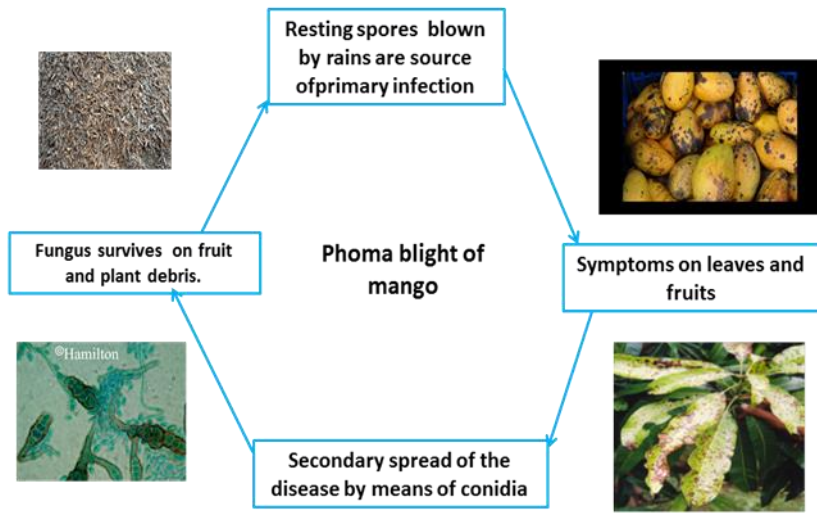 Resting spores blown
by rains are source
ofprimary infection
Fungus survives on fruit
and plant debris.
Phoma blight of
mango
Symptoms on leaves and
fruits
©Hamilton
Secondary spread of the
disease by means of conidia